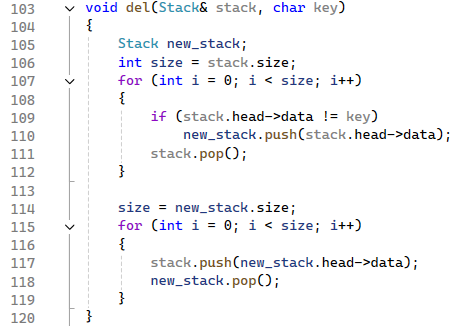 103 void del(Stack& stack, char key)
104 {
105     Stack new_stack;
106     int size = stack.size;
107     for (int i = 0; i < size; i++)
108     {
109         if (stack.head->data != key)
110             new_stack.push(stack.head->data);
111         stack.pop();
112     }
113
114     size = new_stack.size;
115     for (int i = 0; i < size; i++)
116     {
117         stack.push(new_stack.head->data);
118         new_stack.pop();
119     }
120 }